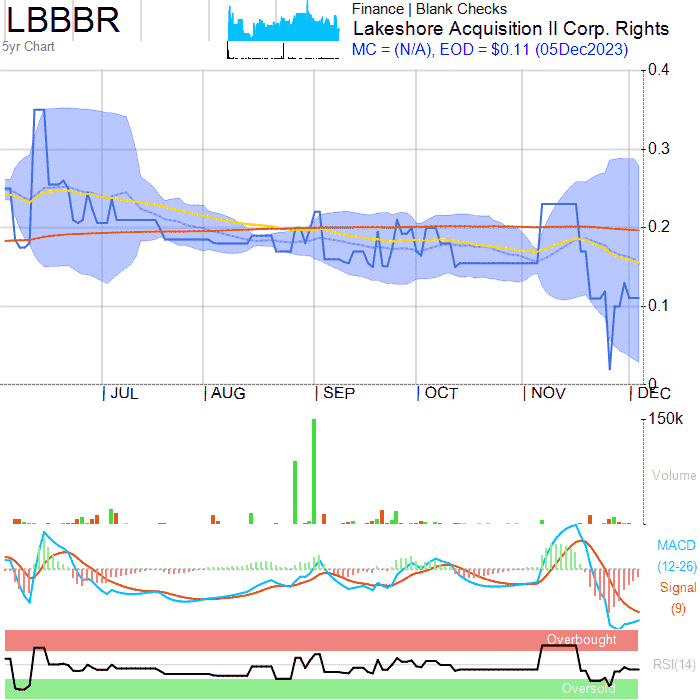 LBBBR
5yr Chart
Finance | Blank Checks
Lakeshore Acquisition II Corp. Rights
MC = (N/A), EOD = $0.11 (05Dec2023)
0.4
0.3
0.2
0.1
0
| JUL | AUG | SEP | OCT | NOV | DEC
150k
Volume
MACD
(12-26)
Signal
(9)
Overbought
RSI(14)
Oversold